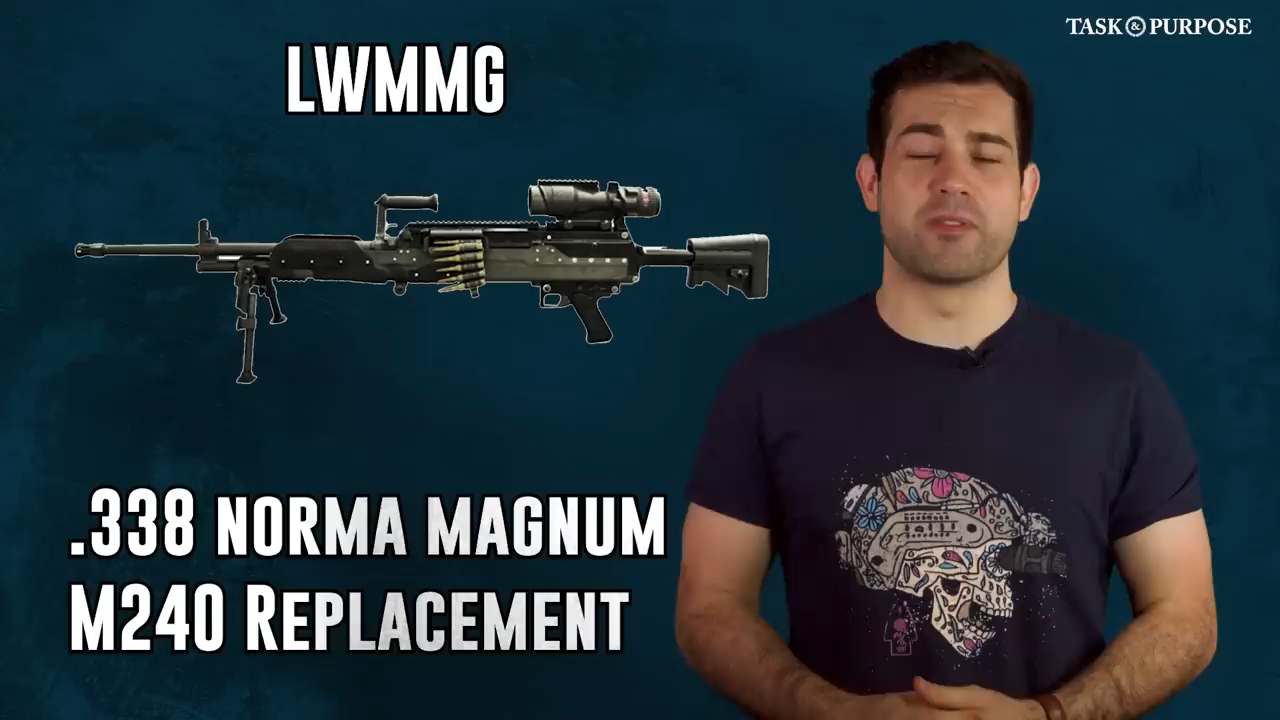 TASK & PURPOSE
LWMMG
.338 NORMA MAGNUM
M240 REPLACEMENT